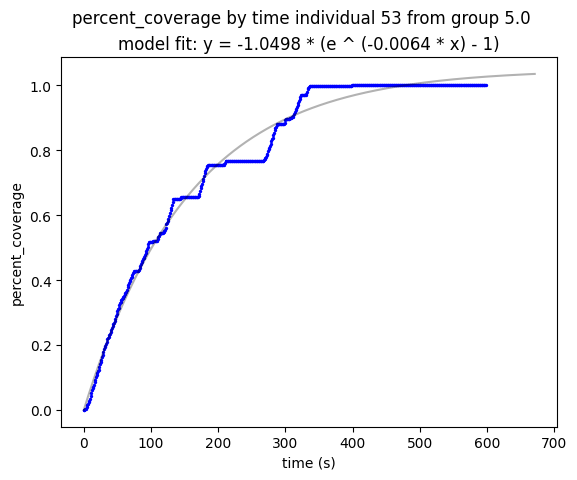 percent_coverage by time individual 53 from group 5.0
model fit: y = -1.0498 * (e ^ (-0.0064 * x) - 1)
1.0
0.8
0.6
0.4
0.2
0.0
percent_coverage
0 100 200 300 400 500 600 700
time (s)